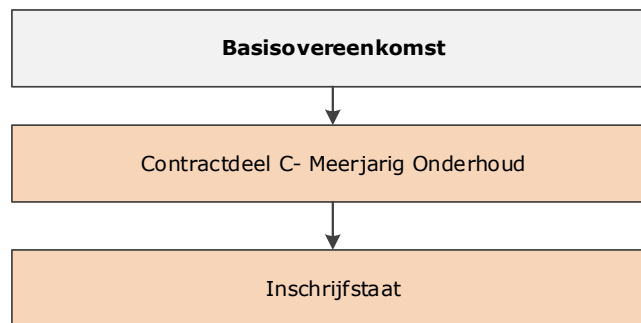 Basisovereenkomst
Contractdeel C- Meerjarig Onderhoud
Inschrijfstaat